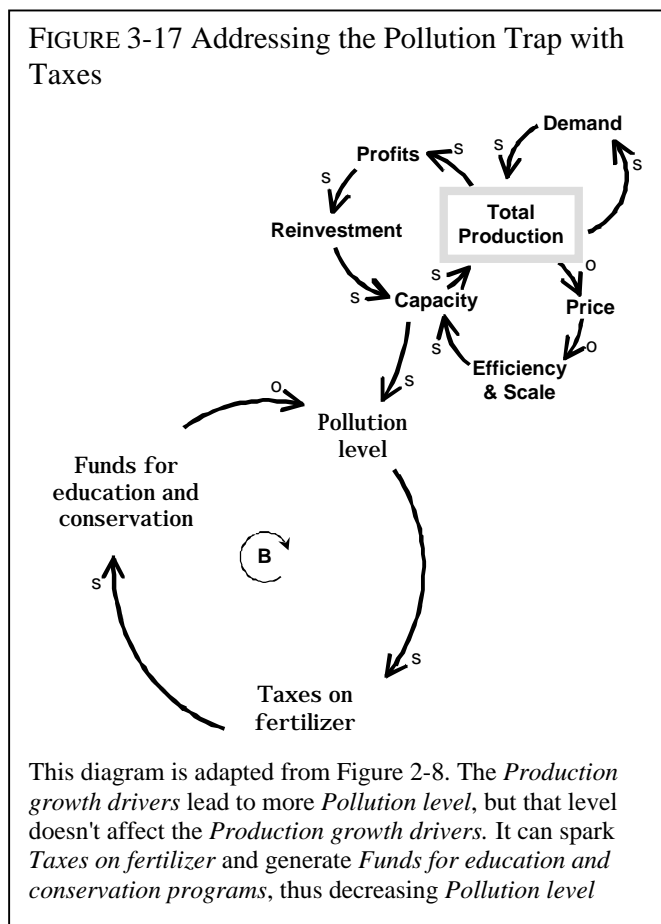 FIGURE 3-17 Addressing the Pollution Trap with
Taxes
Demand
s
s
Profits
s
s
Total
Production
Reinvestment
o
s
s
Capacity
Price
s
o
Efficiency
& Scale
s
o
Pollution
level
Funds for
education and
conservation
B
s
s
Taxes on
fertilizer
This diagram is adapted from Figure 2-8. The Production
growth drivers lead to more Pollution level, but that level
doesn't affect the Production growth drivers. It can spark
Taxes on fertilizer and generate Funds for education and
conservation programs, thus decreasing Pollution level